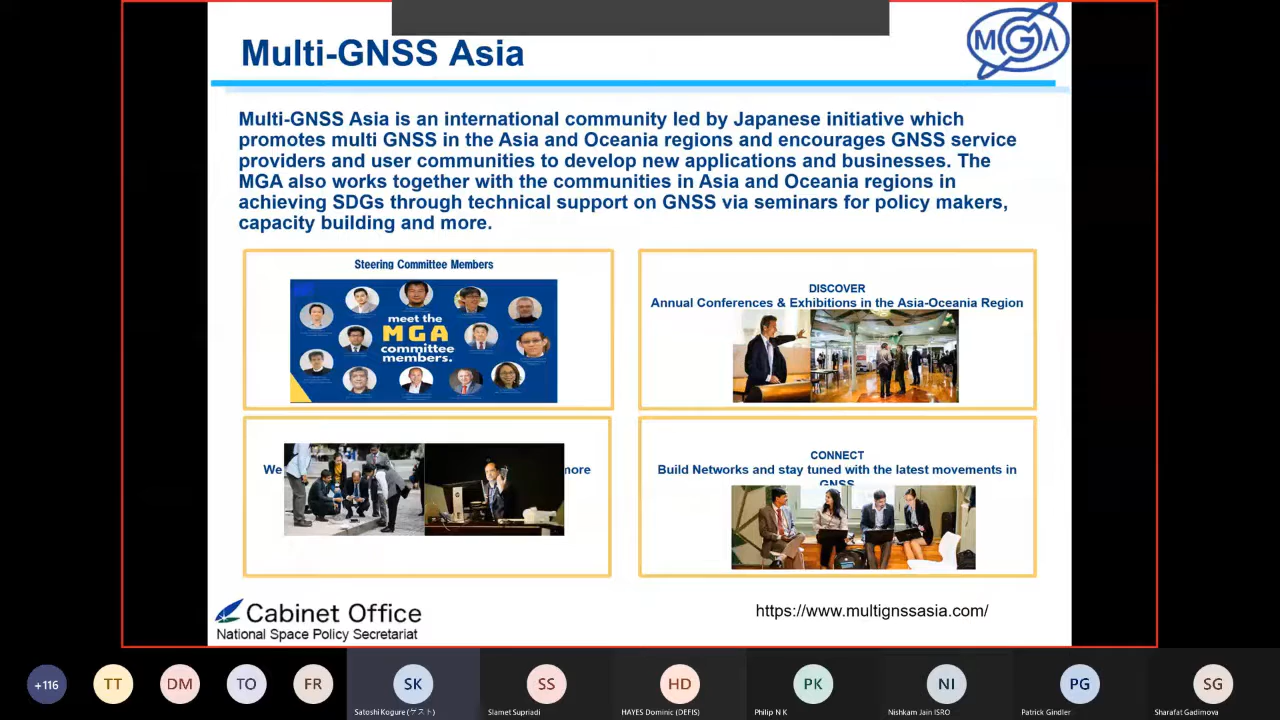 Multi-GNSS Asia
MGA
Multi-GNSS Asia is an international community led by Japanese initiative which
promotes multi GNSS in the Asia and Oceania regions and encourages GNSS service
providers and user communities to develop new applications and businesses. The
MGA also works together with the communities in Asia and Oceania regions in
achieving SDGs through technical support on GNSS via seminars for policy makers,
capacity building and more.
Steering Committee Members
meet the
MGA
committee
members.
DISCOVER
Annual Conferences & Exhibitions in the Asia-Oceania Region
We
more
CONNECT
Build Networks and stay tuned with the latest movements in
GNSS
Cabinet Office
National Space Policy Secretariat
https://www.multignssasia.com/
+116
TT
DM
TO
FR
SK
Satoshi Kogure (ゲスト)
SS
Slamet Supriadi
HD
HAYES Dominic (DEFIS)
PK
Philip N K
NI
Nishkam Jain ISRO
PG
Patrick Gindler
SG
Sharafat Gadimova